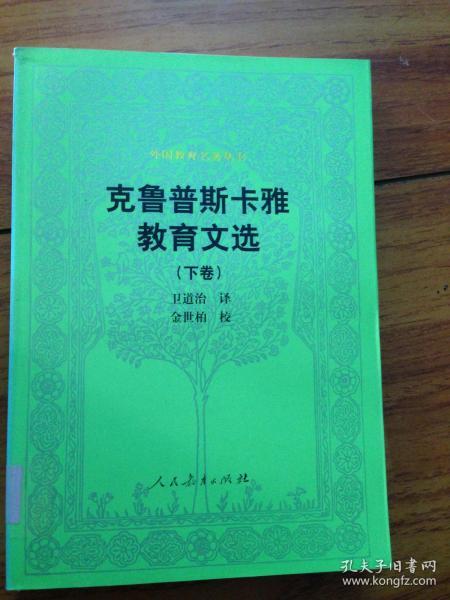 外国教育名著丛书
克鲁普斯卡雅
教育文选
(下卷)
卫道治 译
金世柏 校
人民教育出版社
孔夫子旧书网
www.kongfz.com